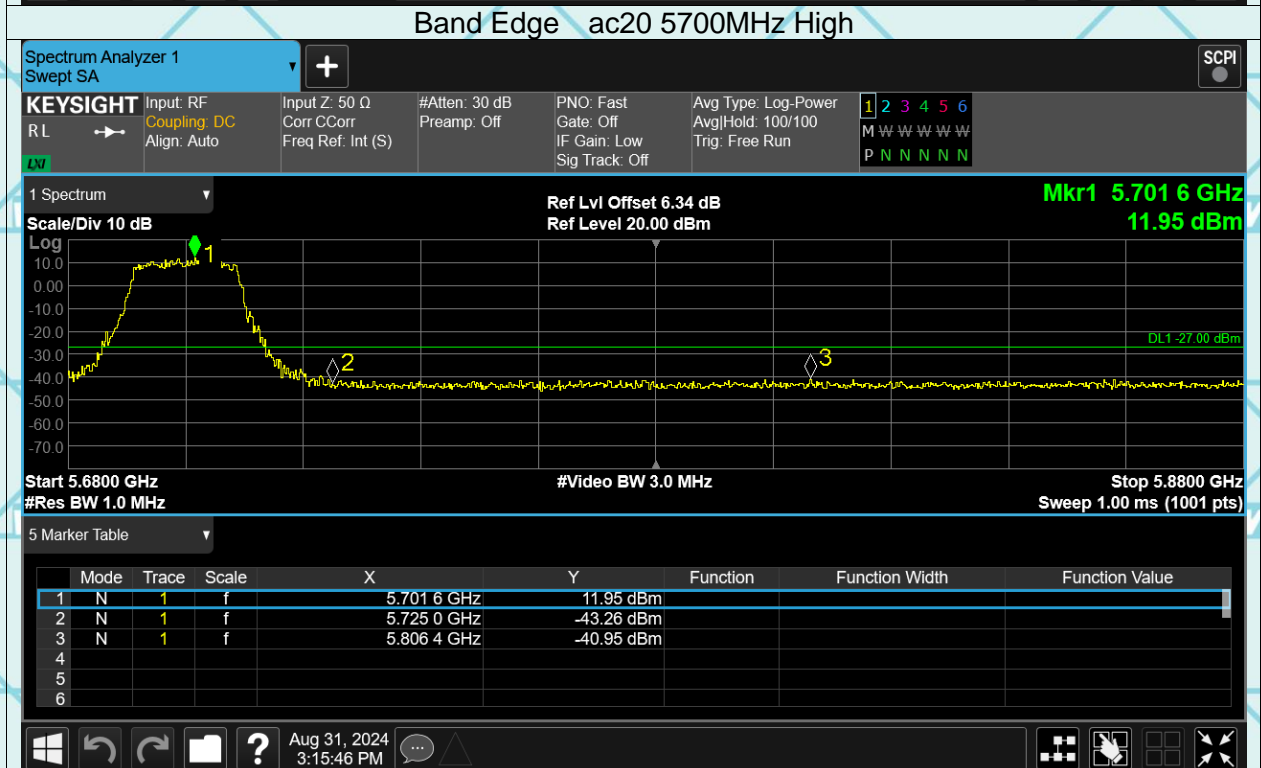 Band Edge ac20 5700MHz High
Spectrum Analyzer 1
Swept SA
+
SCPI
KEYSIGHT Input: RF Input Z: 50 Ω #Atten: 30 dB PNO: Fast Avg Type: Log-Power 1 2 3 4 5 6
RL Coupling: DC Corr CCorr Preamp: Off Gate: Off Avg|Hold: 100/100 M W W W W W
Align: Auto Freq Ref: Int (S) IF Gain: Low Trig: Free Run
LXI Sig Track: Off P N N N N N
1 Spectrum Ref Lvl Offset 6.34 dB Mkr1 5.701 6 GHz
Scale/Div 10 dB Ref Level 20.00 dBm 11.95 dBm
Log
1
10.0
0.00
-10.0
-20.0
DL1 -27.00 dBm
-30.0
2 3
-40.0
-50.0
-60.0
-70.0
Start 5.6800 GHz #Video BW 3.0 MHz Stop 5.8800 GHz
#Res BW 1.0 MHz Sweep 1.00 ms (1001 pts)
5 Marker Table
Mode Trace Scale X Y Function Function Width Function Value
1 N 1 f 5.701 6 GHz 11.95 dBm
2 N 1 f 5.725 0 GHz -43.26 dBm
3 N 1 f 5.806 4 GHz -40.95 dBm
4
5
6
? Aug 31, 2024
3:15:46 PM